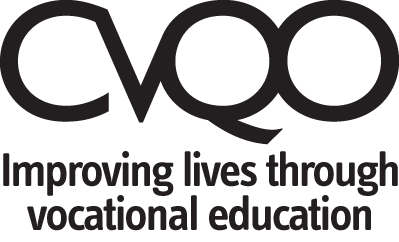 CVQO
Improving lives through
vocational education